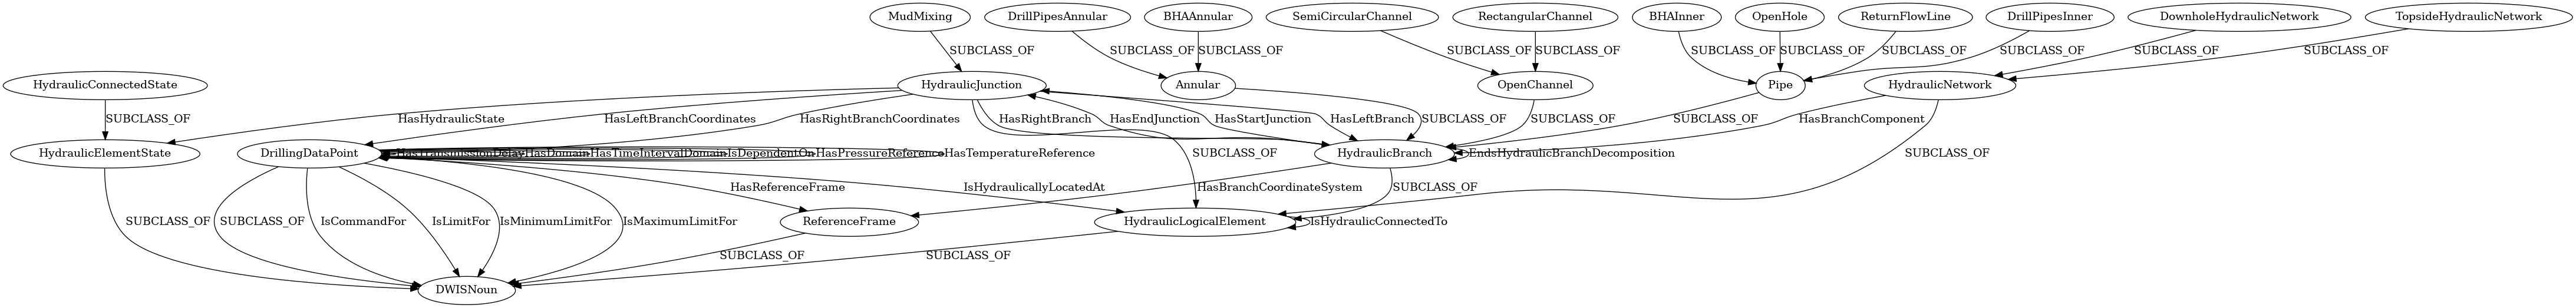 MudMixing
DrillPipesAnnular
BHAAnnular
SemiCircularChannel
RectangularChannel
BHAInner
OpenHole
ReturnFlowLine
DrillPipesInner
DownholeHydraulicNetwork
TopsideHydraulicNetwork
SUBCLASS_OF
SUBCLASS_OF
SUBCLASS_OF
SUBCLASS_OF
SUBCLASS_OF
SUBCLASS_OF
SUBCLASS_OF
SUBCLASS_OF
SUBCLASS_OF
SUBCLASS_OF
SUBCLASS_OF
HydraulicConnectedState
HydraulicJunction
Annular
OpenChannel
Pipe
HydraulicNetwork
SUBCLASS_OF
HasHydraulicState
HasLeftBranchCoordinates
HasRightBranchCoordinates
HasRightBranch
HasEndJunction
HasStartJunction
HasLeftBranch
SUBCLASS_OF
SUBCLASS_OF
SUBCLASS_OF
HasBranchComponent
HydraulicElementState
DrillingDataPoint
HasTransmissionDelay
HasDomain
HasTimeIntervalDomain
IsDependentOn
HasPressureReference
HasTemperatureReference
SUBCLASS_OF
HydraulicBranch
EndsHydraulicBranchDecomposition
SUBCLASS_OF
HasReferenceFrame
IsHydraulicallyLocatedAt
HasBranchCoordinateSystem
SUBCLASS_OF
SUBCLASS_OF
SUBCLASS_OF
IsCommandFor
IsLimitFor
IsMinimumLimitFor
IsMaximumLimitFor
ReferenceFrame
HydraulicLogicalElement
IsHydraulicConnectedTo
SUBCLASS_OF
SUBCLASS_OF
DWISNoun